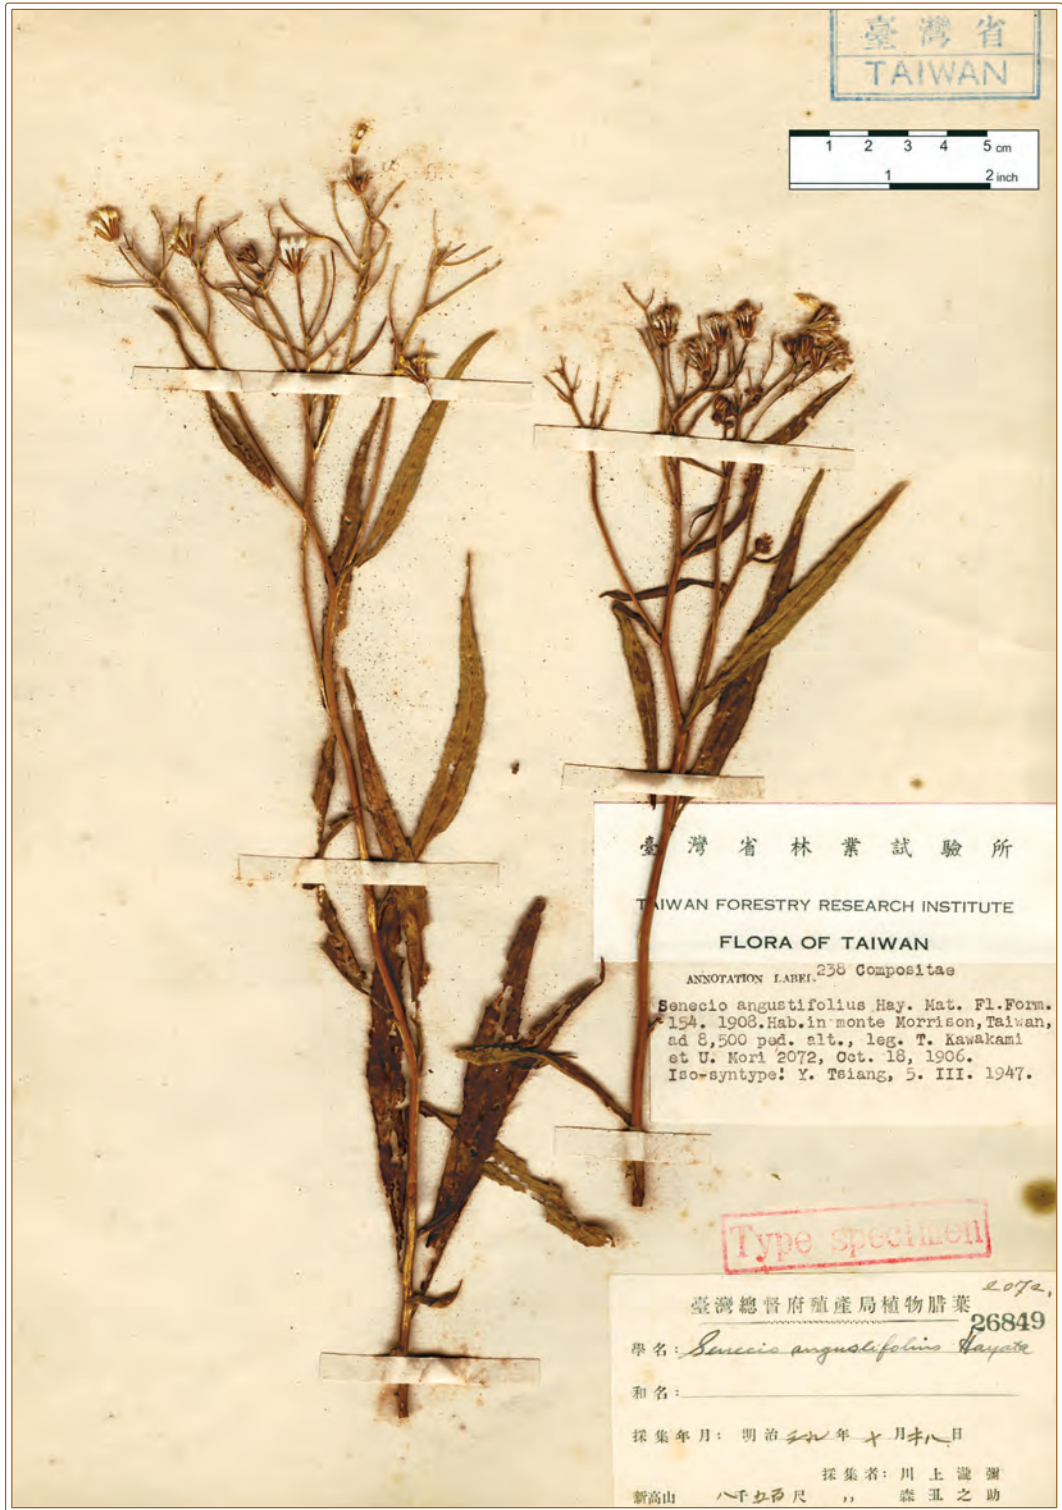 臺灣省
TAIWAN
1 2 3 4 5 cm
1 2 inch
臺灣省林業試驗所
TAIWAN FORESTRY RESEARCH INSTITUTE
FLORA OF TAIWAN
ANNOTATION LABEL 238 Compositae
Senecio angustifolius Hay. Mat. Fl.Form.
154. 1908.Hab.in monte Morrison,Taiwan,
ad 8,500 ped. alt., leg. T. Kawakami
et U. Mori 2072, Oct. 18, 1906.
Iso-syntype! Y. Tsiang, 5. III. 1947.
Type specimen
2072.
臺灣總督府殖產局植物腊葉
26849
學名: Senecio angustifolius Hayata
和名:
採集年月: 明治 年 十月 日
採集者: 川上瀧彌
新高山 八千五百尺 ,, 森丑之助